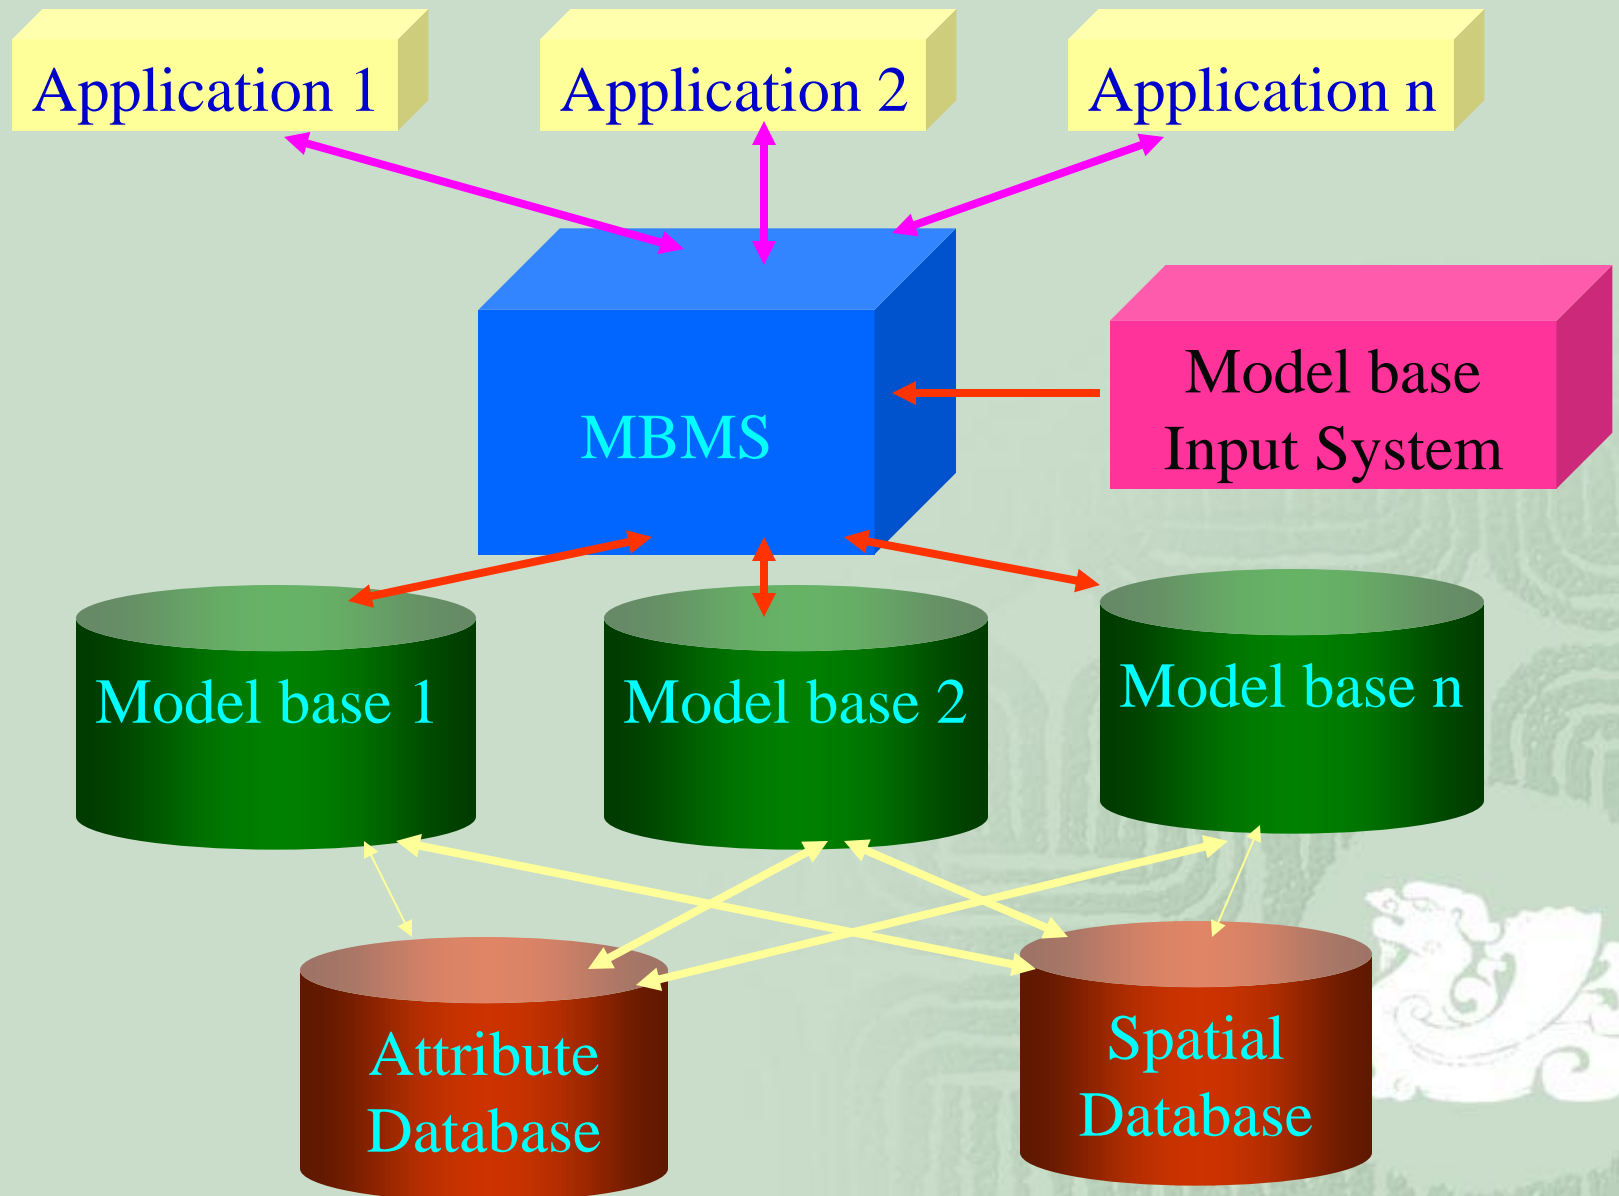 Application 1
Application 2
Application n
MBMS
Model base
Input System
Model base 1
Model base 2
Model base n
Attribute
Database
Spatial
Database